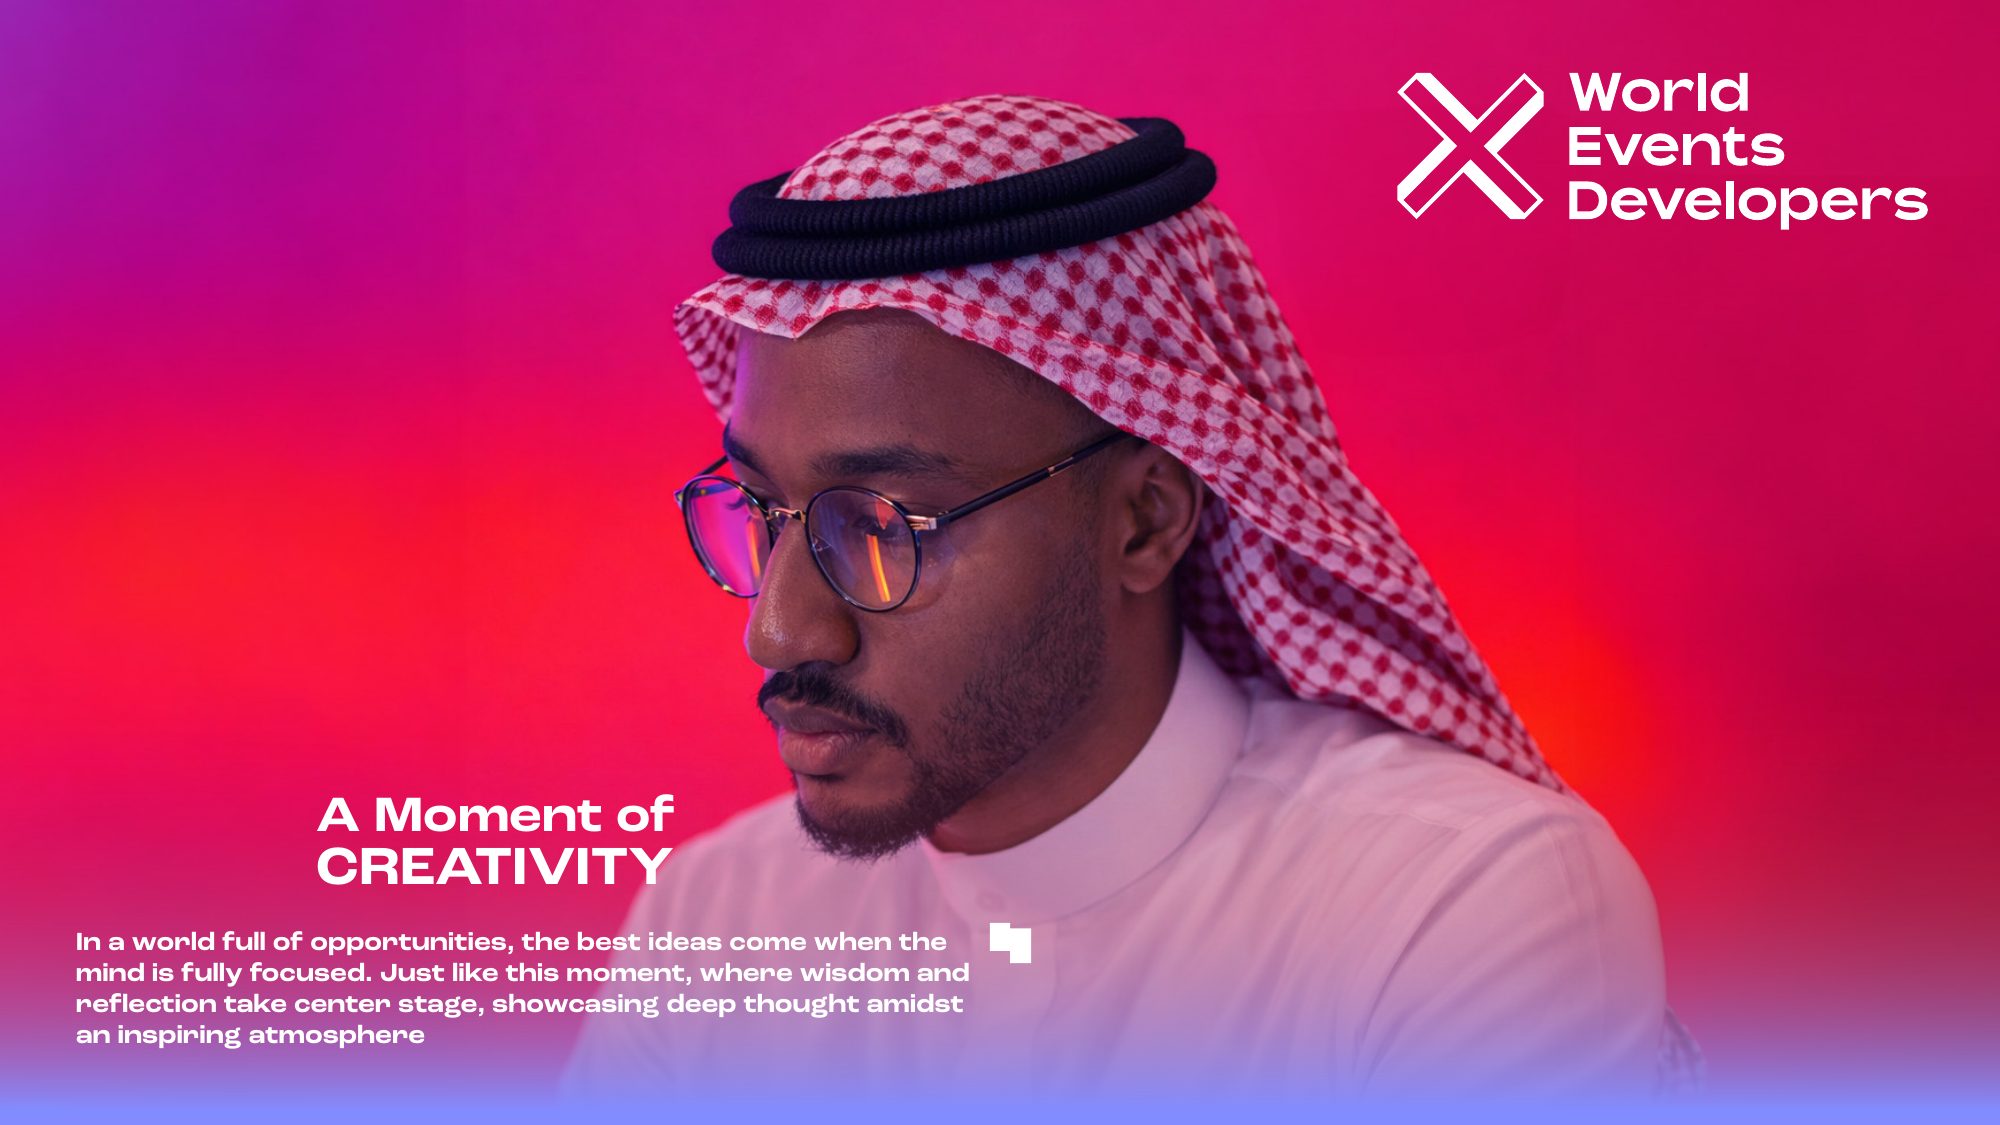 World
Events
Developers
A Moment of
CREATIVITY
In a world full of opportunities, the best ideas come when the
mind is fully focused. Just like this moment, where wisdom and
reflection take center stage, showcasing deep thought amidst
an inspiring atmosphere